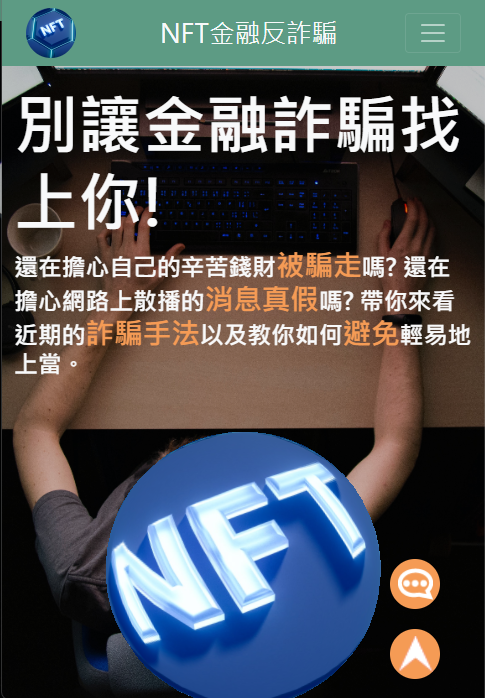 NFT
NFT金融反詐騙
別讓金融詐騙找
上你!
還在擔心自己的辛苦錢財被騙走嗎? 還在
擔心網路上散播的消息真假嗎? 帶你來看
近期的詐騙手法以及教你如何避免輕易地
上當。
NFT